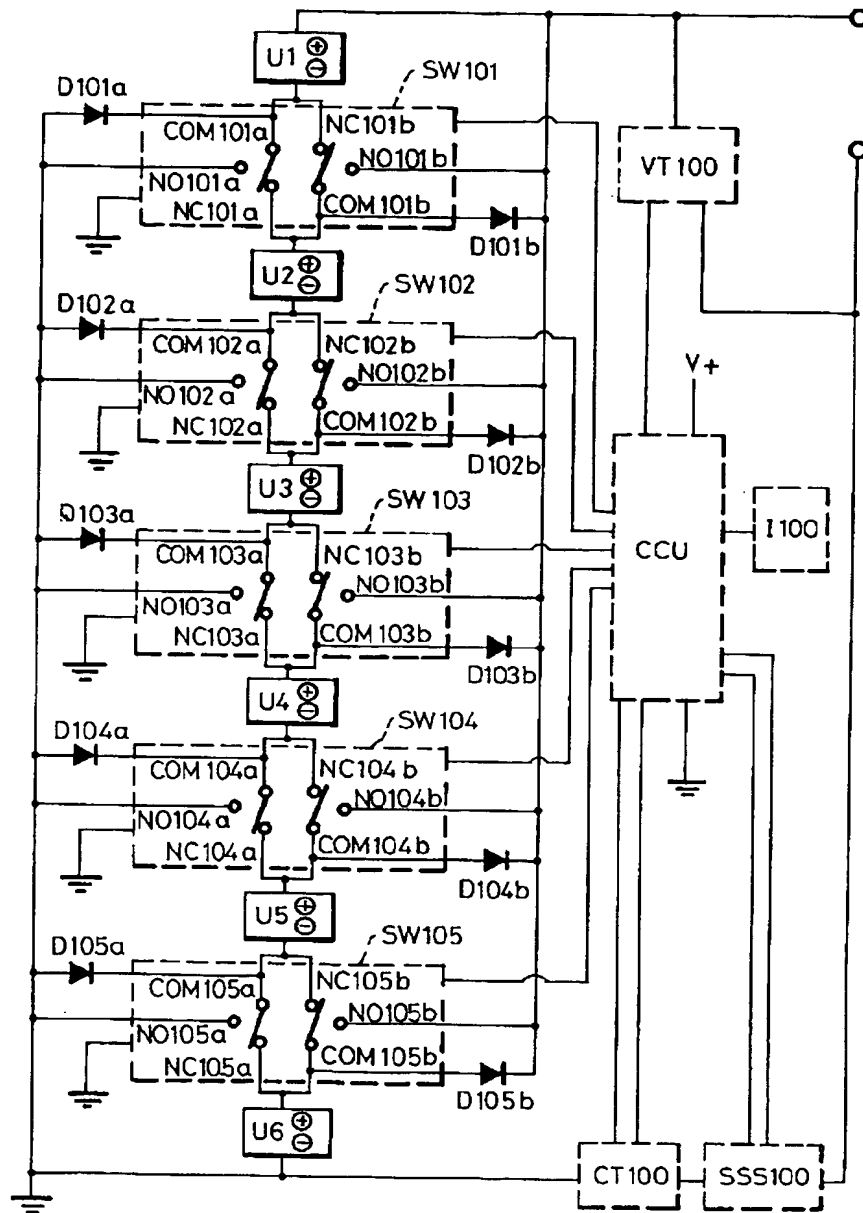 U1 ⊕
⊖
SW101
D101a
COM101a
NC101b
NO101a
NO101b
NC101a
COM101b
D101b
VT100
U2 ⊕
⊖
SW102
D102a
COM102a
NC102b
NO102a
NO102b
NC102a
COM102b
D102b
V+
U3 ⊕
⊖
SW103
D103a
COM103a
NC103b
NO103a
NO103b
NC103a
COM103b
D103b
CCU
I100
U4 ⊕
⊖
SW104
D104a
COM104a
NC104b
NO104a
NO104b
NC104a
COM104b
D104b
U5 ⊕
⊖
SW105
D105a
COM105a
NC105b
NO105a
NO105b
NC105a
COM105b
D105b
U6 ⊕
⊖
CT100
SSS100